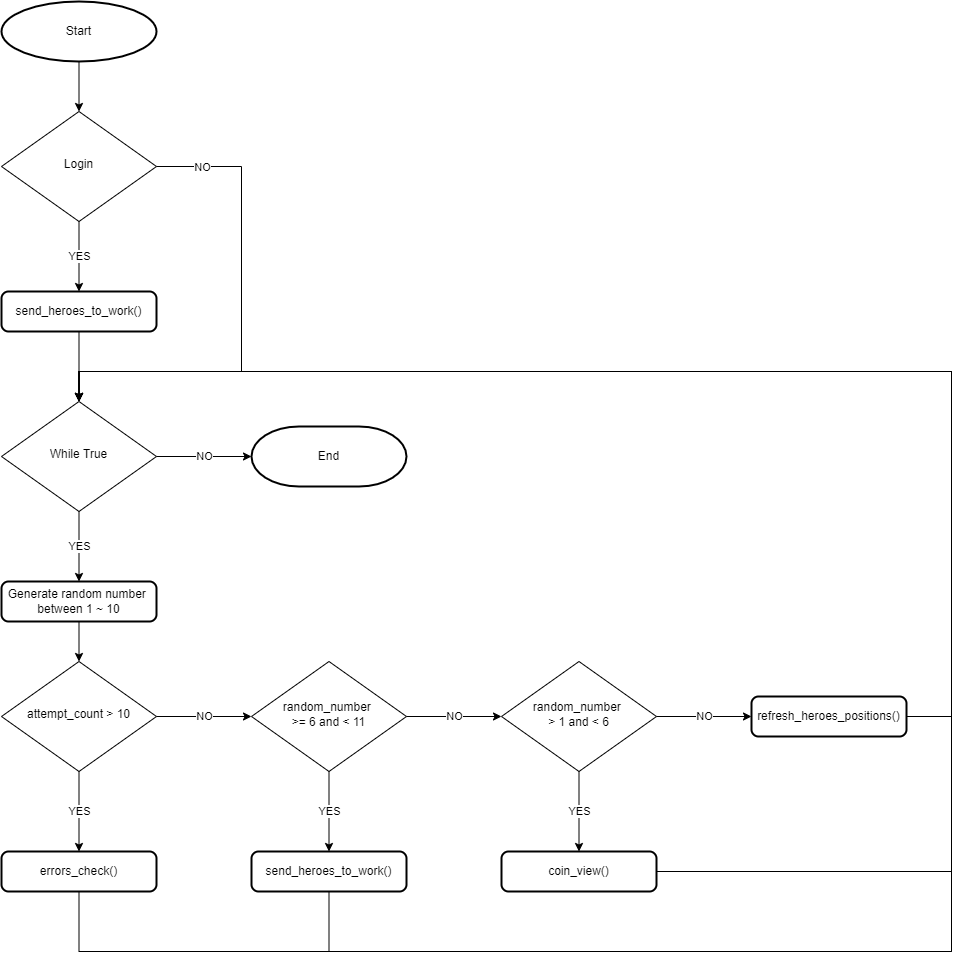 Start
Login
NO
YES
send_heroes_to_work()
While True
NO
End
YES
Generate random number
between 1 ~ 10
attempt_count > 10
NO
random_number
>= 6 and < 11
NO
random_number
> 1 and < 6
NO
refresh_heroes_positions()
YES
YES
YES
errors_check()
send_heroes_to_work()
coin_view()